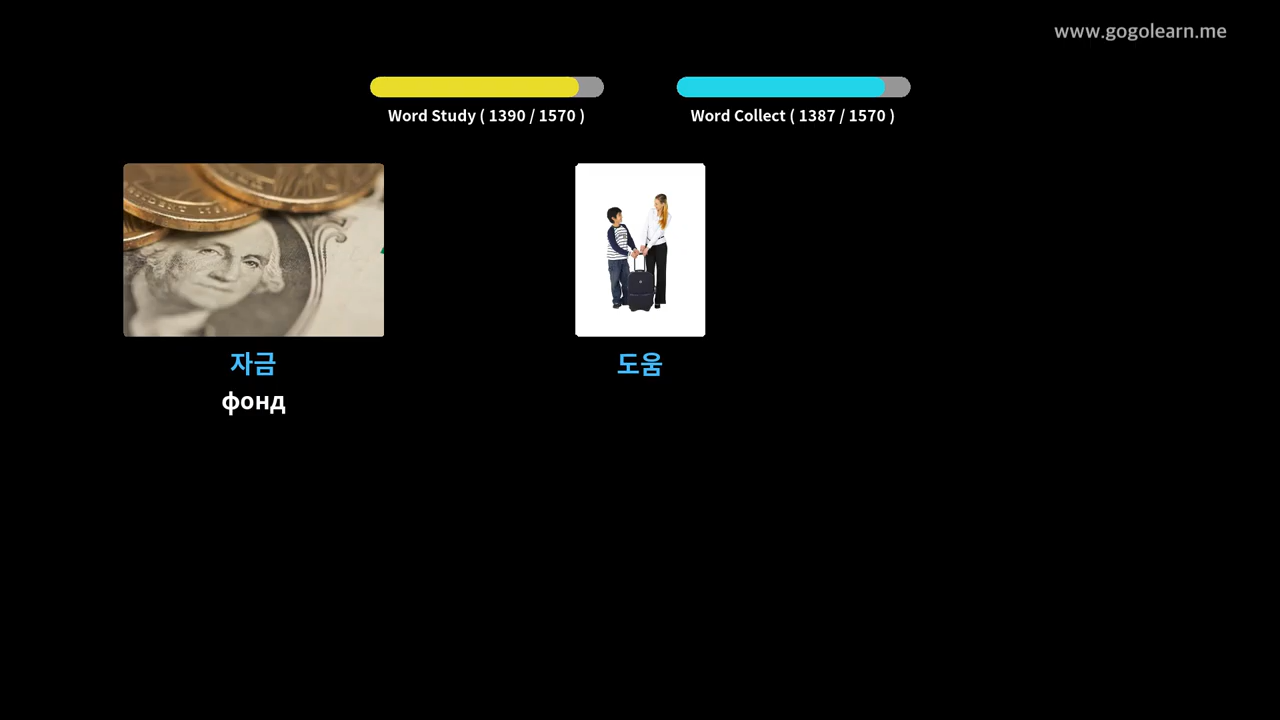 www.gogolearn.me
Word Study ( 1390 / 1570 )
Word Collect ( 1387 / 1570 )
자금
фонд
도움